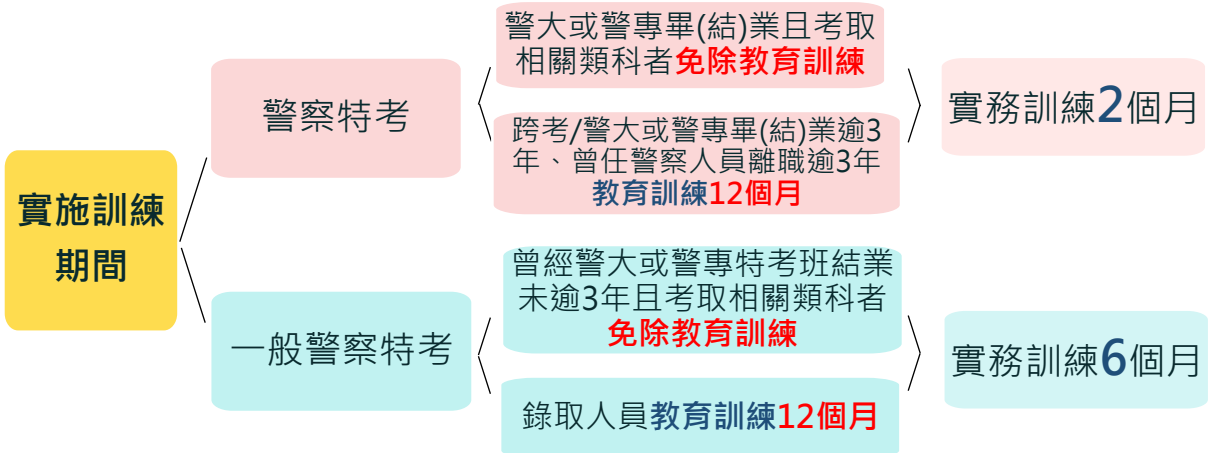 實施訓練
期間
警察特考
警大或警專畢(結)業且考取
相關類科者免除教育訓練
跨考/警大或警專畢(結)業逾3
年、曾任警察人員離職逾3年
教育訓練12個月
實務訓練2個月
一般警察特考
曾經警大或警專特考班結業
未逾3年且考取相關類科者
免除教育訓練
錄取人員教育訓練12個月
實務訓練6個月